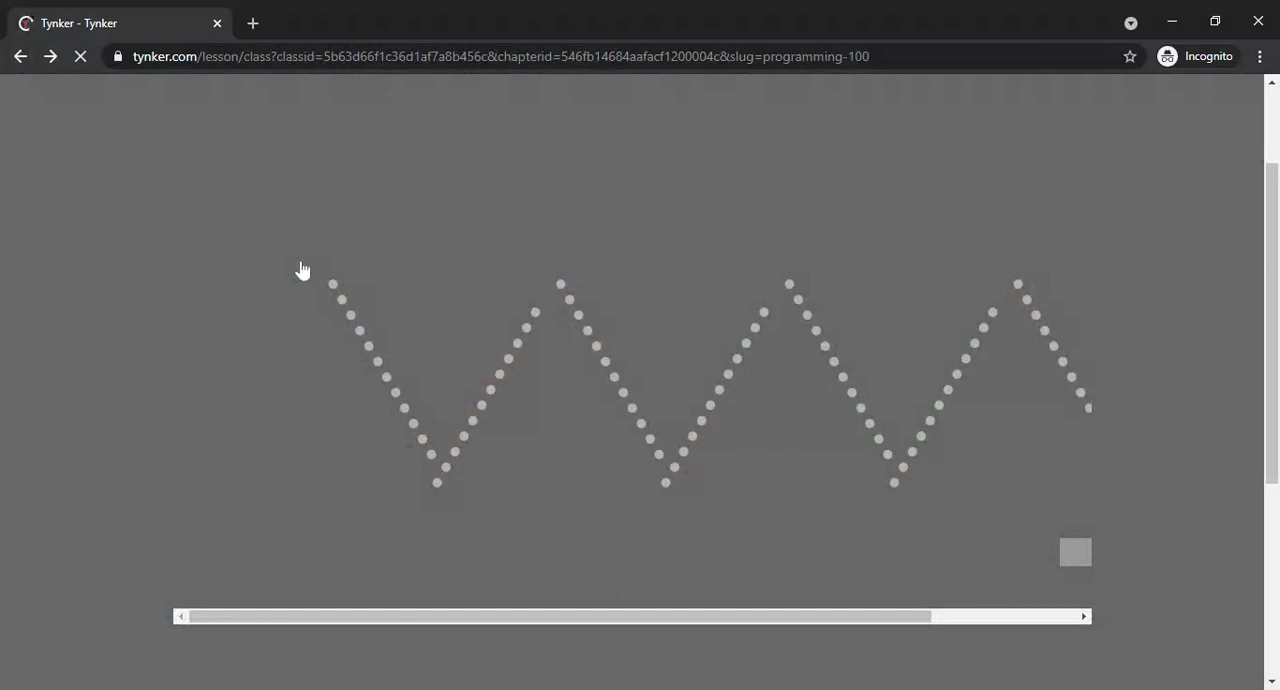 Tynker - Tynker
tynker.com/lesson/class?classid=5b63d66f1c36d1af7a8b456c&chapterid=546fb14684aafacf1200004c&slug=programming-100
Incognito